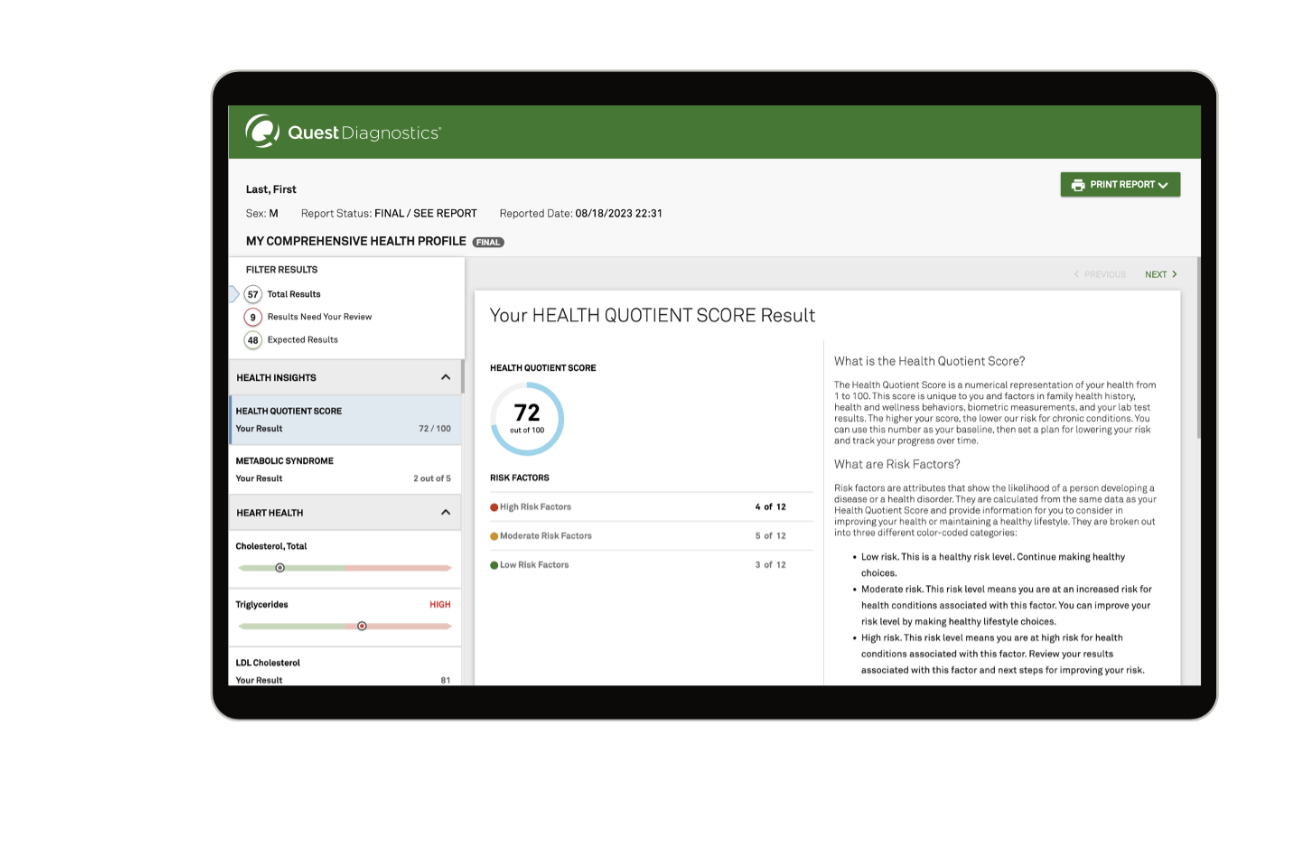 Quest Diagnostics®
Last, First
PRINT REPORT
Sex: M Report Status: FINAL / SEE REPORT Reported Date: 08/18/2023 22:31
MY COMPREHENSIVE HEALTH PROFILE FINAL
FILTER RESULTS
57 Total Results
9 Results Need Your Review
48 Expected Results
HEALTH INSIGHTS
HEALTH QUOTIENT SCORE
Your Result 72 / 100
METABOLIC SYNDROME
Your Result 2 out of 5
HEART HEALTH
Cholesterol, Total
Triglycerides HIGH
LDL Cholesterol
Your Result 81
PREVIOUS NEXT
Your HEALTH QUOTIENT SCORE Result
HEALTH QUOTIENT SCORE
72
out of 100
RISK FACTORS
High Risk Factors 4 of 12
Moderate Risk Factors 5 of 12
Low Risk Factors 3 of 12
What is the Health Quotient Score?
The Health Quotient Score is a numerical representation of your health from
1 to 100. This score is unique to you and factors in family health history,
health and wellness behaviors, biometric measurements, and your lab test
results. The higher your score, the lower our risk for chronic conditions. You
can use this number as your baseline, then set a plan for lowering your risk
and track your progress over time.
What are Risk Factors?
Risk factors are attributes that show the likelihood of a person developing a
disease or a health disorder. They are calculated from the same data as your
Health Quotient Score and provide information for you to consider in
improving your health or maintaining a healthy lifestyle. They are broken out
into three different color-coded categories:
• Low risk. This is a healthy risk level. Continue making healthy
choices.
• Moderate risk. This risk level means you are at an increased risk for
health conditions associated with this factor. You can improve your
risk level by making healthy lifestyle choices.
• High risk. This risk level means you are at high risk for health
conditions associated with this factor. Review your results
associated with this factor and next steps for improving your risk.